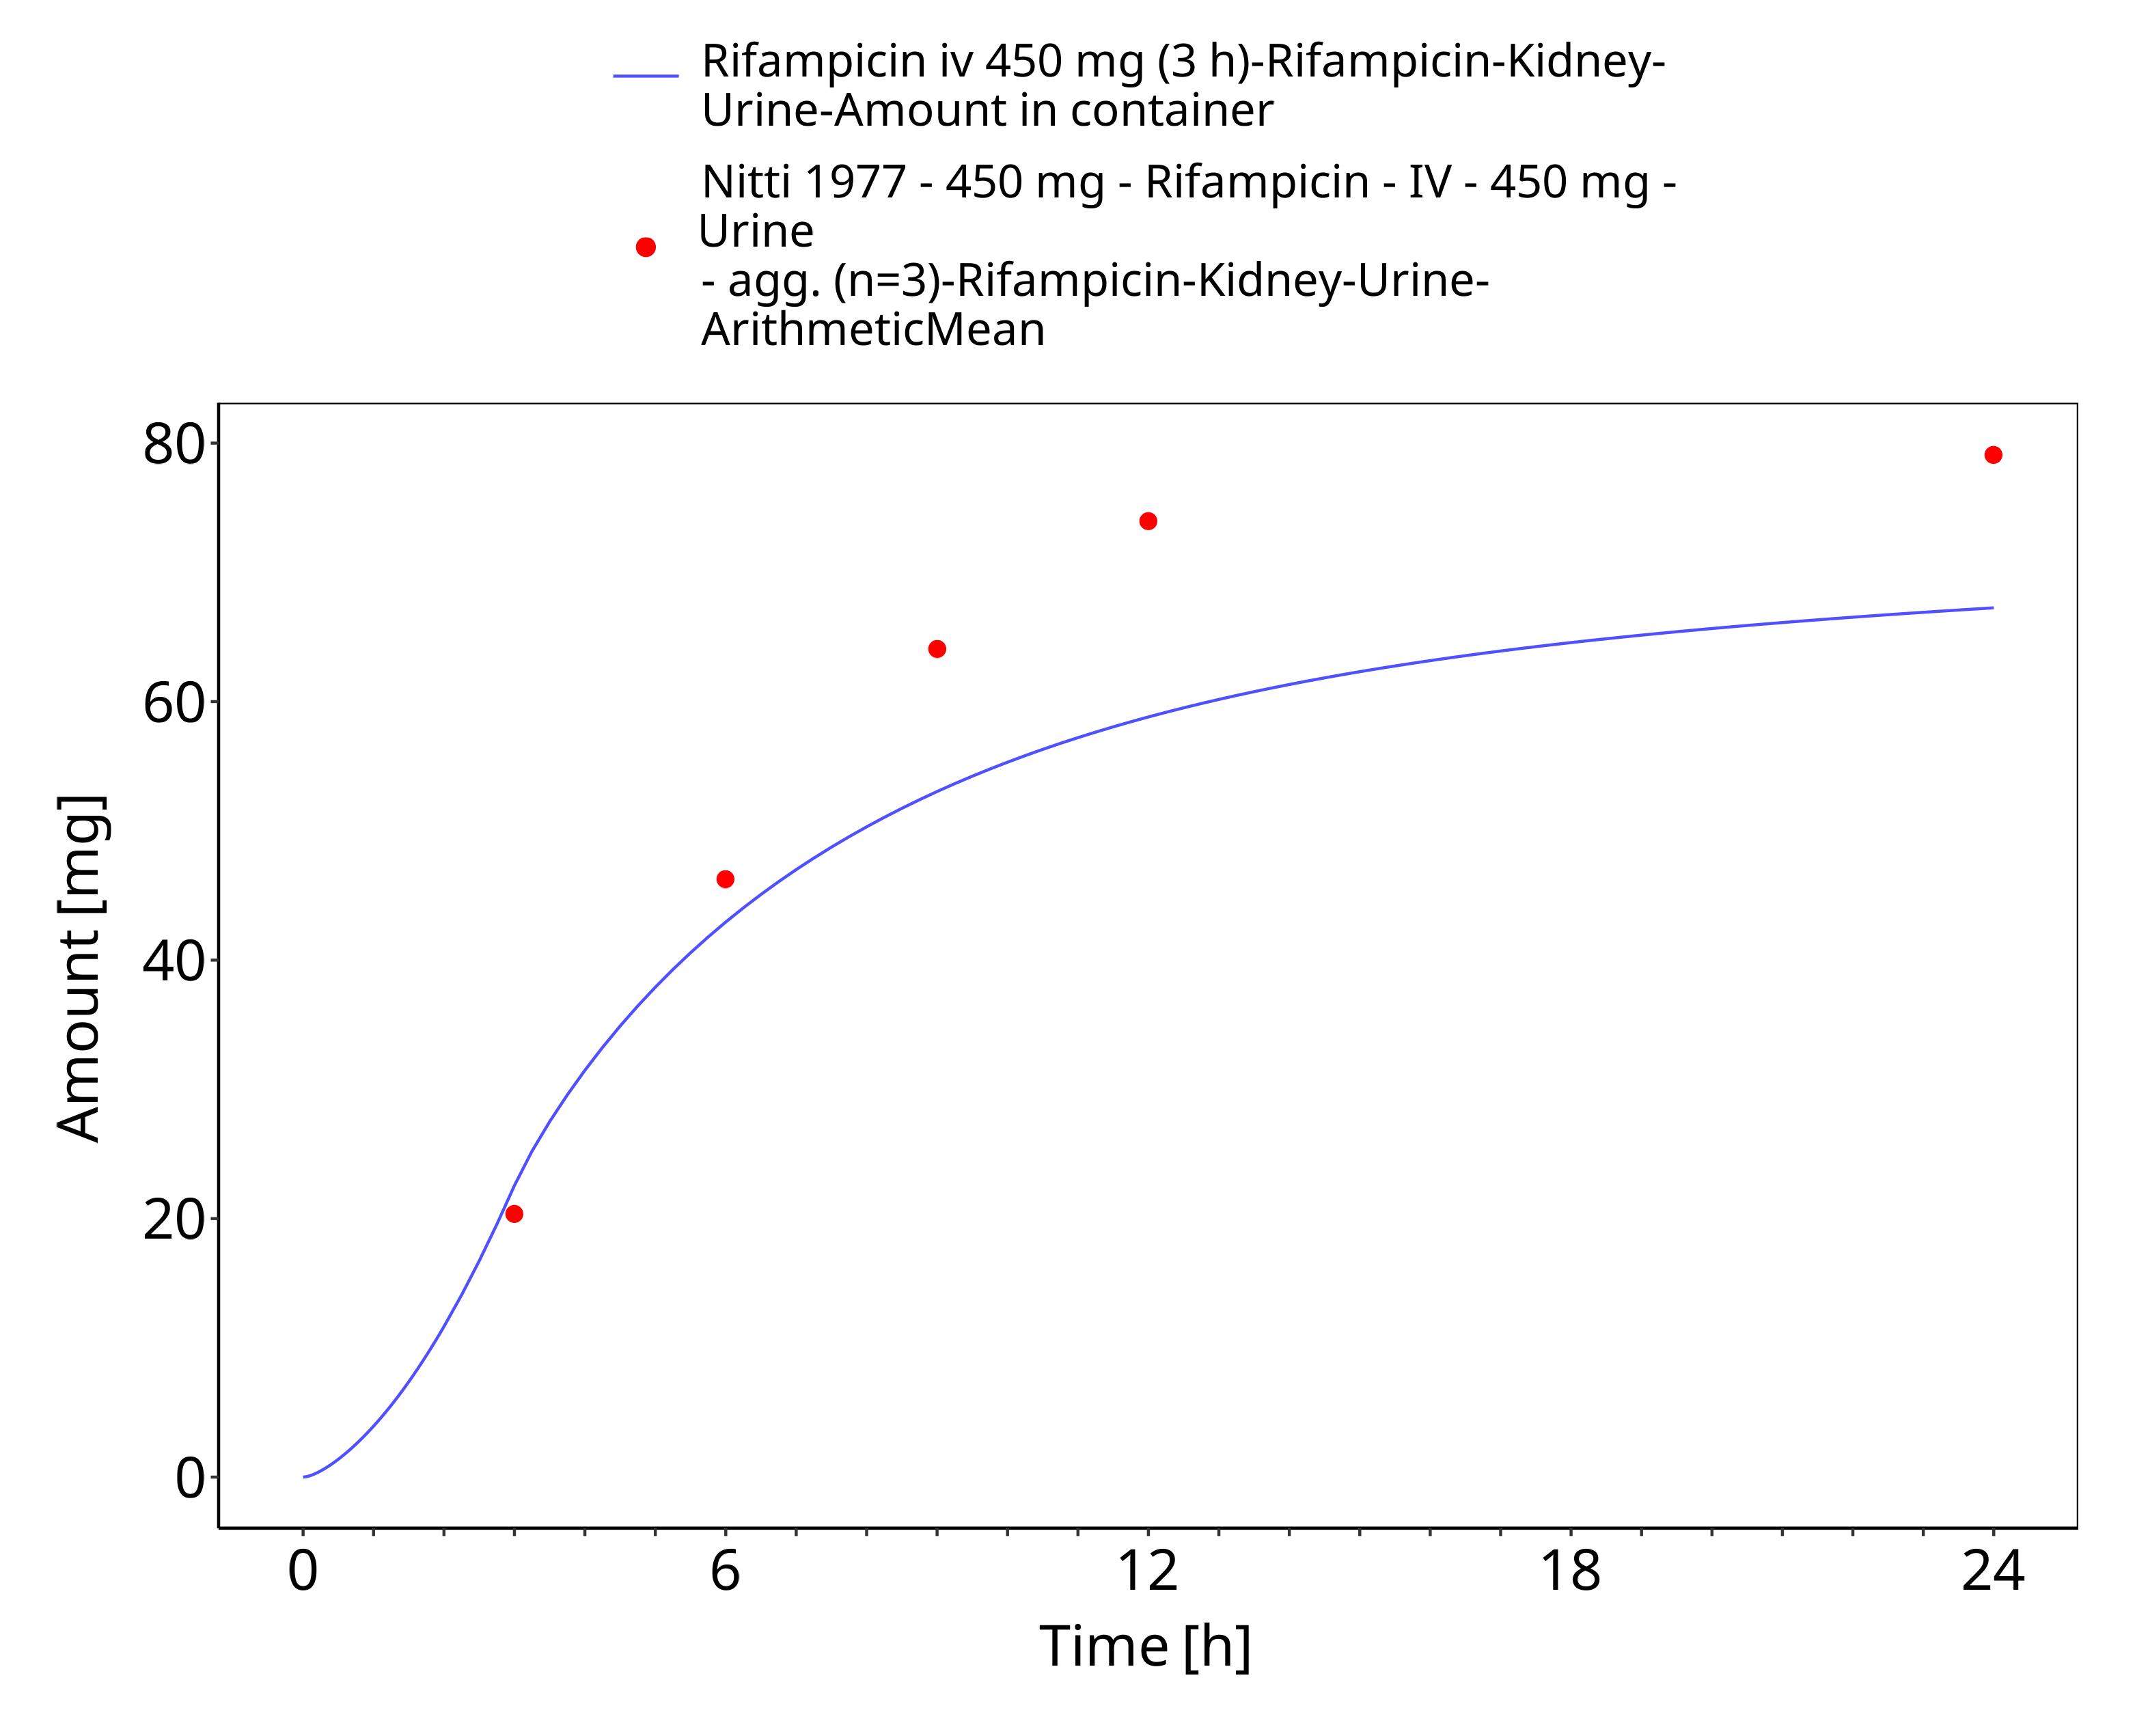 Rifampicin iv 450 mg (3 h)-Rifampicin-Kidney-
Urine-Amount in container
Nitti 1977 - 450 mg - Rifampicin - IV - 450 mg -
Urine
- agg. (n=3)-Rifampicin-Kidney-Urine-
ArithmeticMean
80
60
40
20
0
Amount [mg]
0 6 12 18 24
Time [h]